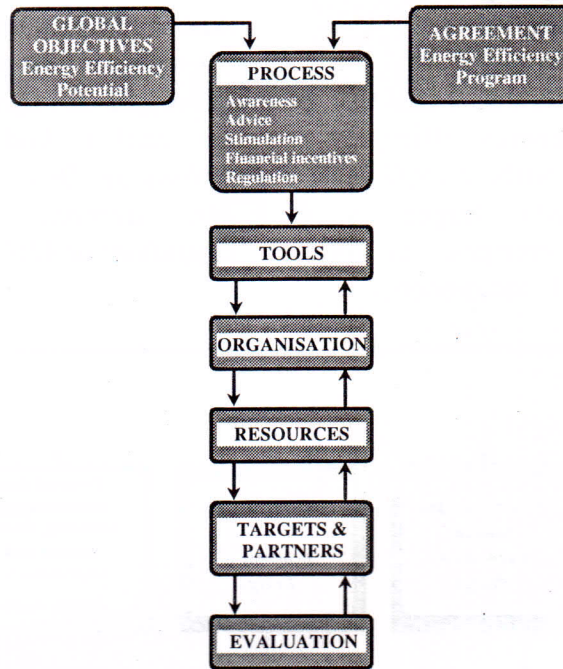 GLOBAL
OBJECTIVES
Energy Efficiency
Potential
AGREEMENT
Energy Efficiency
Program
PROCESS
Awareness
Advice
Stimulation
Financial incentives
Regulation
TOOLS
ORGANISATION
RESOURCES
TARGETS &
PARTNERS
EVALUATION